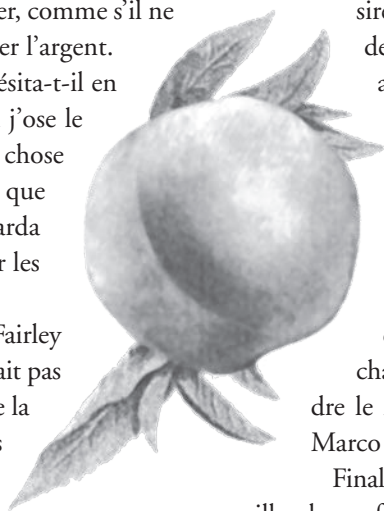 er, comme s’il ne
er l’argent.
ésita-t-il en
j’ose le
chose
que
arda
r les
Fairley
ait pas
e la
s
sir
de
a
cha
dre le
Marco
Final